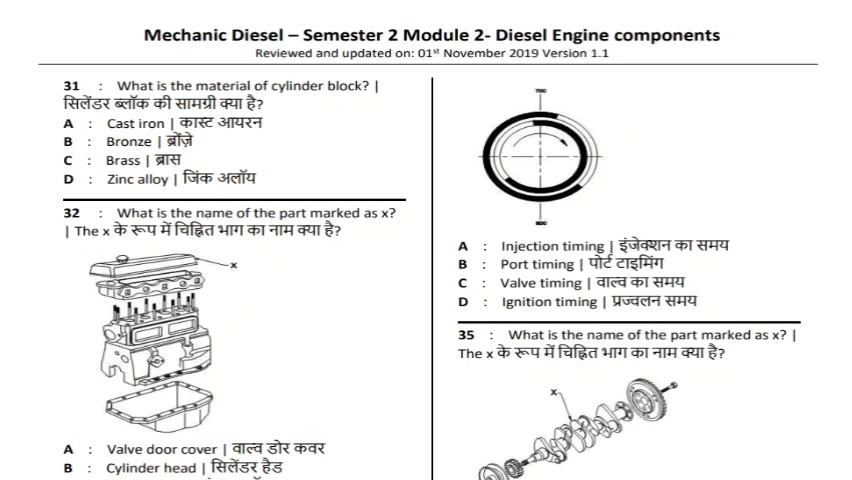 Mechanic Diesel – Semester 2 Module 2- Diesel Engine components
Reviewed and updated on: 01st November 2019 Version 1.1
31 : What is the material of cylinder block? |
सिलेंडर ब्लॉक की सामग्री क्या है?
A : Cast iron | कास्ट आयरन
B : Bronze | ब्रोंज़े
C : Brass | ब्रास
D : Zinc alloy | जिंक अलॉय
32 : What is the name of the part marked as x?
| The x के रूप में चिह्नित भाग का नाम क्या है?
x
A : Valve door cover | वाल्व डोर कवर
B : Cylinder head | सिलेंडर हैड
TDC
BDC
A : Injection timing | इंजेक्शन का समय
B : Port timing | पोर्ट टाइमिंग
C : Valve timing | वाल्व का समय
D : Ignition timing | प्रज्वलन समय
35 : What is the name of the part marked as x? |
The x के रूप में चिह्नित भाग का नाम क्या है?
x